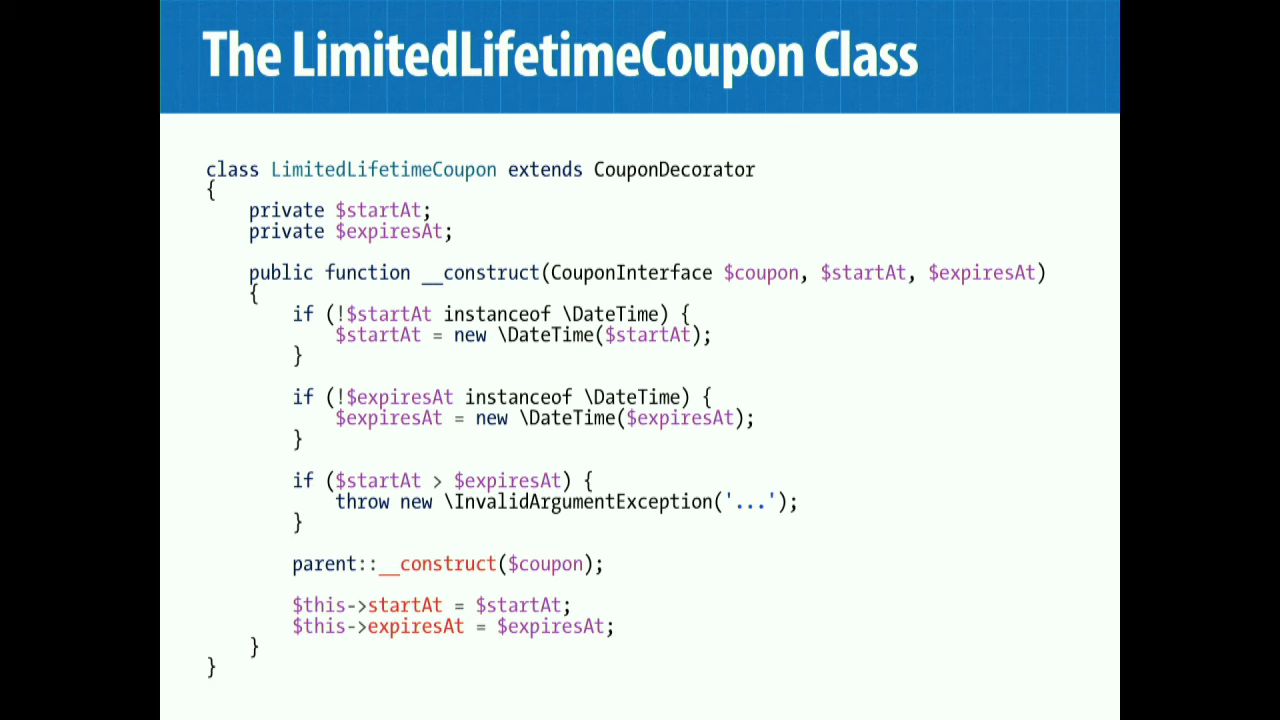 The LimitedLifetimeCoupon Class
class LimitedLifetimeCoupon extends CouponDecorator
{
    private $startAt;
    private $expiresAt;

    public function __construct(CouponInterface $coupon, $startAt, $expiresAt)
    {
        if (!$startAt instanceof \DateTime) {
            $startAt = new \DateTime($startAt);
        }

        if (!$expiresAt instanceof \DateTime) {
            $expiresAt = new \DateTime($expiresAt);
        }

        if ($startAt > $expiresAt) {
            throw new \InvalidArgumentException('...');
        }

        parent::__construct($coupon);

        $this->startAt = $startAt;
        $this->expiresAt = $expiresAt;
    }
}